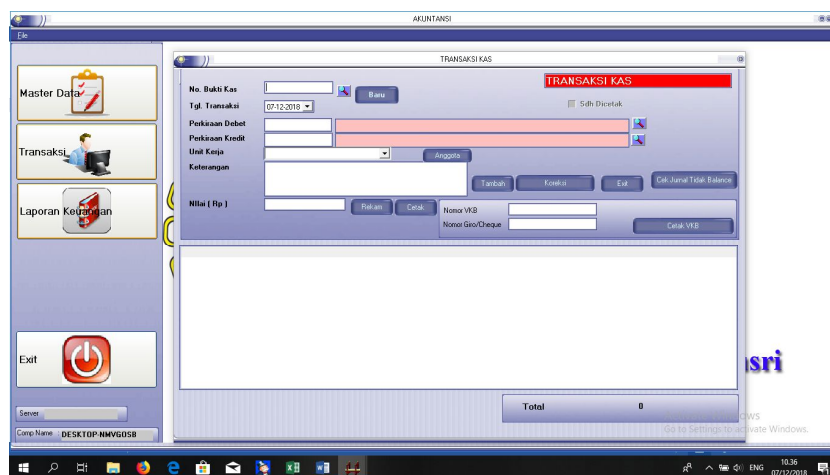 AKUNTANSI
File
TRANSAKSI KAS
TRANSAKSI KAS
No. Bukti Kas
Baru
Tgl. Transaksi
07-12-2018
Sdh Dicetak
Perkiraan Debet
Perkiraan Kredit
Unit Kerja
Anggota
Keterangan
Tambah
Koreksi
Exit
Cek Jurnal Tidak Balance
NIlai ( Rp )
Rekam
Cetak
Nomor VKB
Nomor Giro/Cheque
Cetak VKB
Master Data
Transaksi
Laporan Keuangan
Exit
Server
Comp Name
DESKTOP-NMVGOSB
Total
0
sri
Go to Settings to activate Windows.
ENG
10.36
07/12/2018